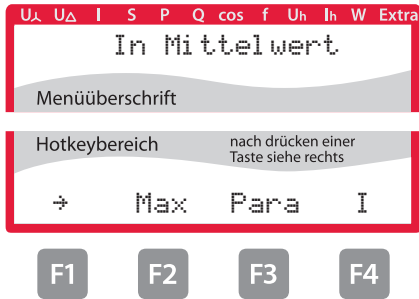 U⅄ U∆ I S P Q cos f Uh Ih W Extra
In Mittelwert
Menüüberschrift
Hotkeybereich
nach drücken einer
Taste siehe rechts
→ Max Para I
F1 F2 F3 F4